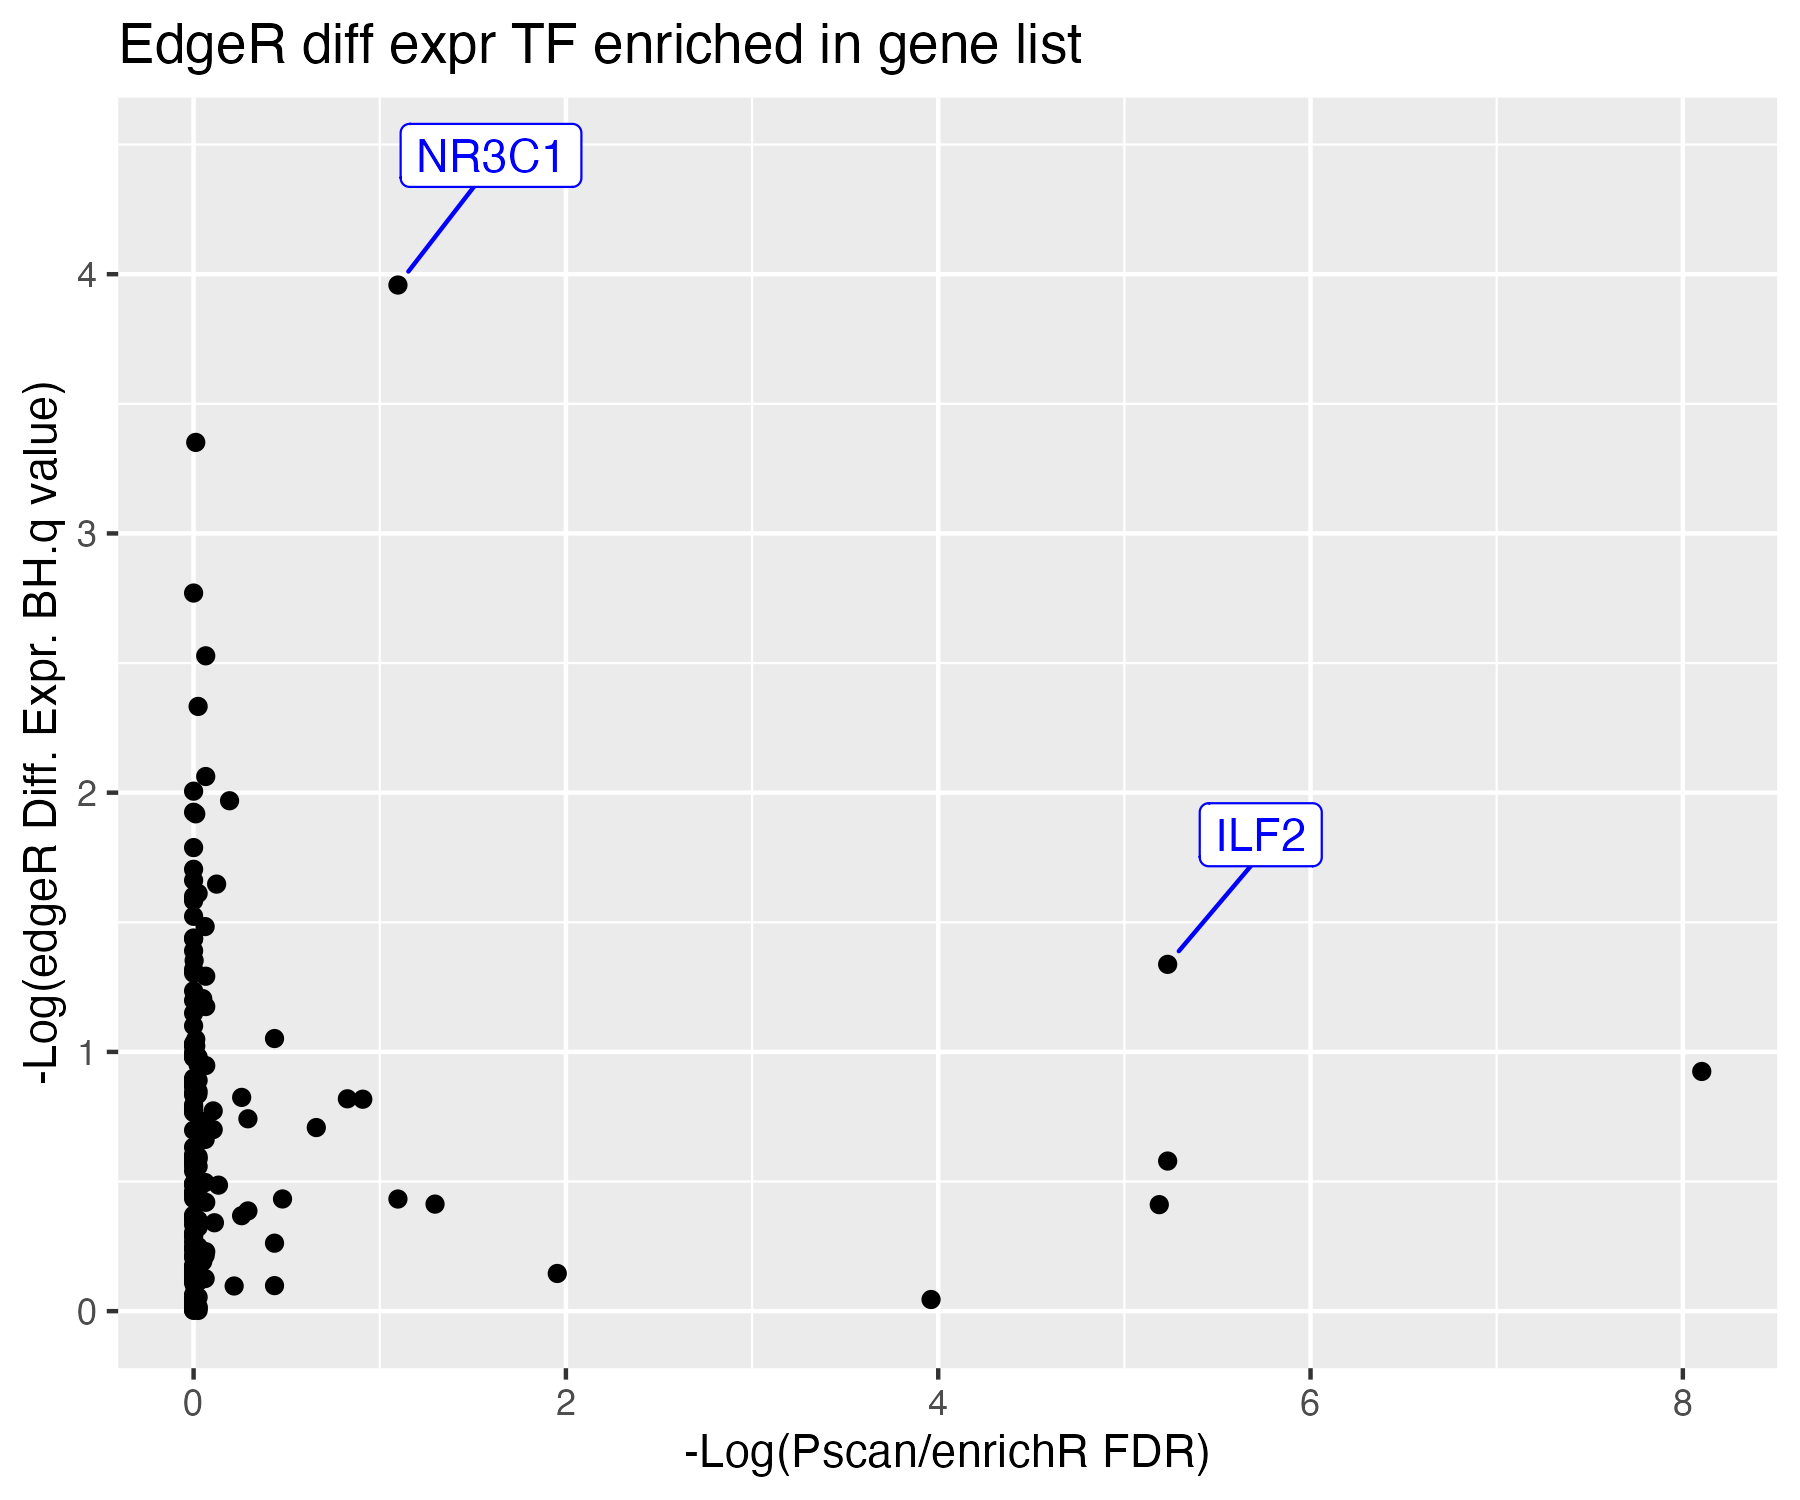 EdgeR diff expr TF enriched in gene list
NR3C1
ILF2
-Log(edgeR Diff. Expr. BH.q value)
4
3
2
1
0
0 2 4 6 8
-Log(Pscan/enrichR FDR)